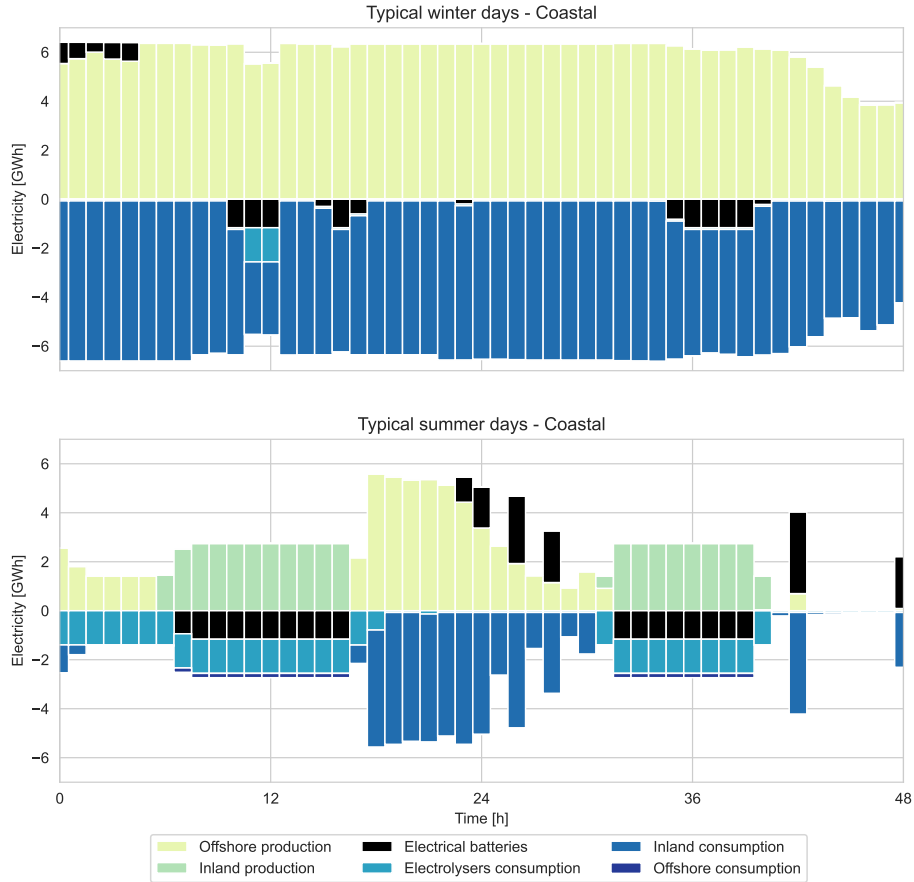 Typical winter days - Coastal
6
4
2
0
−2
−4
−6
Electricity [GWh]
Typical summer days - Coastal
6
4
2
0
−2
−4
−6
Electricity [GWh]
0 12 24 36 48
Time [h]
Offshore production Electrical batteries Inland consumption
Inland production Electrolysers consumption Offshore consumption